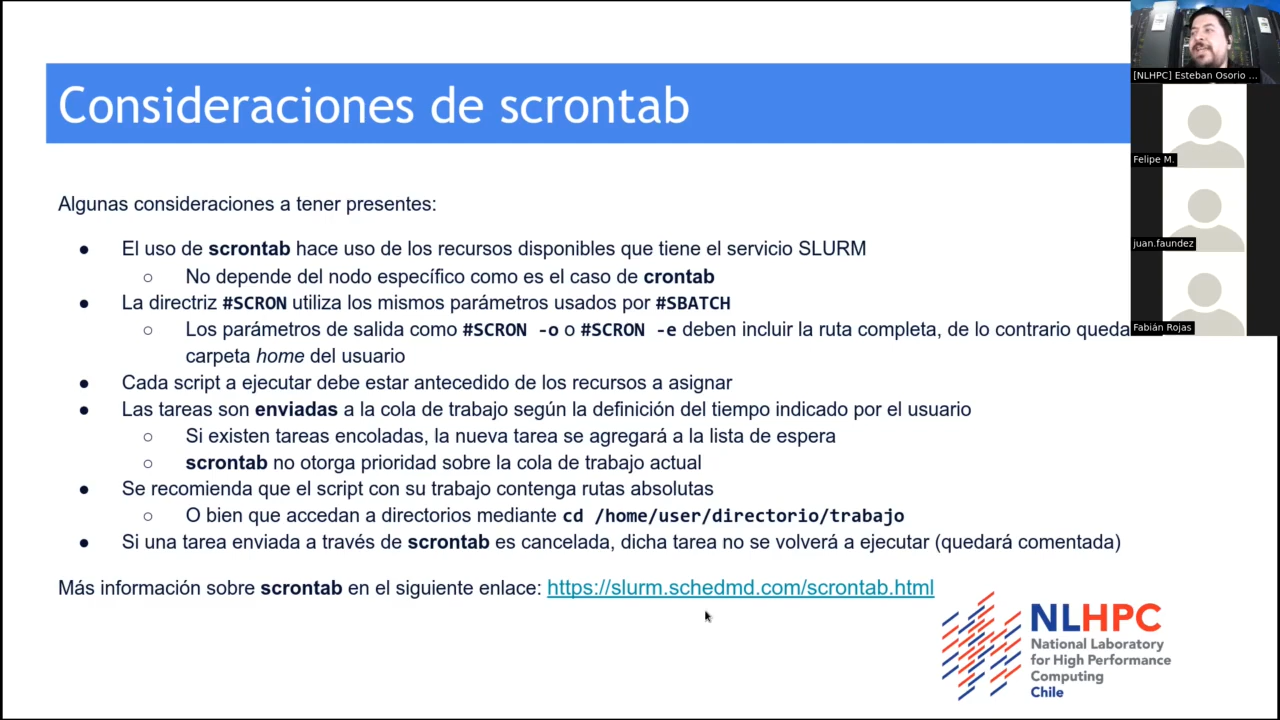 Consideraciones de scrontab
[NLHPC] Esteban Osorio ...
Felipe M.
juan.faundez
Fabián Rojas
Algunas consideraciones a tener presentes:
● El uso de scrontab hace uso de los recursos disponibles que tiene el servicio SLURM
○ No depende del nodo específico como es el caso de crontab
● La directriz #SCRON utiliza los mismos parámetros usados por #SBATCH
○ Los parámetros de salida como #SCRON -o o #SCRON -e deben incluir la ruta completa, de lo contrario queda
carpeta home del usuario
● Cada script a ejecutar debe estar antecedido de los recursos a asignar
● Las tareas son enviadas a la cola de trabajo según la definición del tiempo indicado por el usuario
○ Si existen tareas encoladas, la nueva tarea se agregará a la lista de espera
○ scrontab no otorga prioridad sobre la cola de trabajo actual
● Se recomienda que el script con su trabajo contenga rutas absolutas
○ O bien que accedan a directorios mediante cd /home/user/directorio/trabajo
● Si una tarea enviada a través de scrontab es cancelada, dicha tarea no se volverá a ejecutar (quedará comentada)
Más información sobre scrontab en el siguiente enlace: https://slurm.schedmd.com/scrontab.html
NLHPC
National Laboratory
for High Performance
Computing
Chile